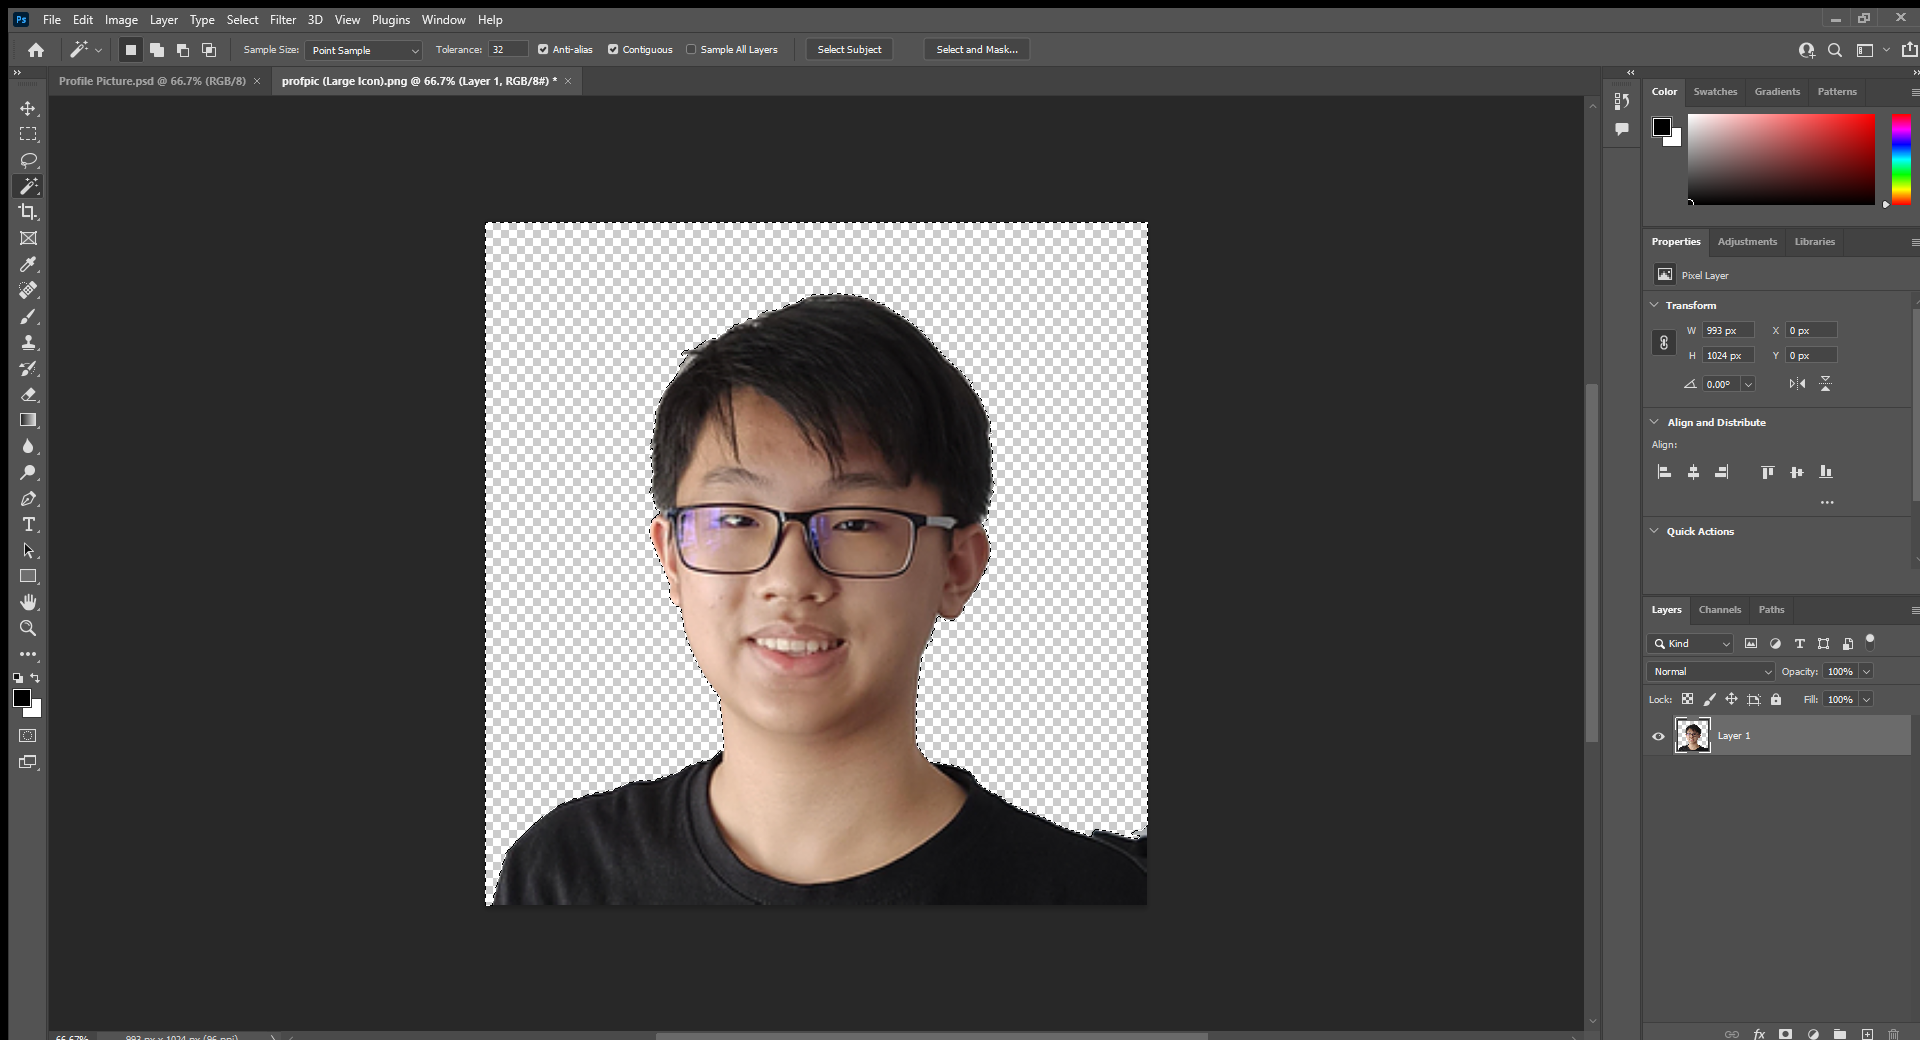 Ps File Edit Image Layer Type Select Filter 3D View Plugins Window Help
Sample Size: Point Sample Tolerance: 32 Anti-alias Contiguous Sample All Layers Select Subject Select and Mask...
Profile Picture.psd @ 66.7% (RGB/8) × profpic (Large Icon).png @ 66.7% (Layer 1, RGB/8#) * ×
Color Swatches Gradients Patterns
Properties Adjustments Libraries
Pixel Layer
Transform
W 993 px X 0 px
H 1024 px Y 0 px
0.00°
Align and Distribute
Align:
Quick Actions
Layers Channels Paths
Kind
Normal Opacity: 100%
Lock: Fill: 100%
Layer 1
66.67% 993 px x 1024 px (96 ppi)
fx